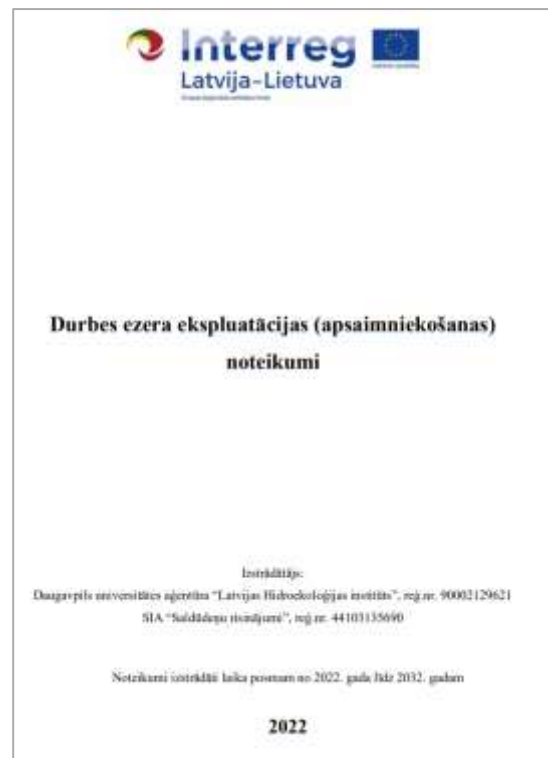 Interreg
Latvija–Lietuva
Durbes ezera ekspluatācijas (apsaimniekošanas)
noteikumi
Izstrādātājs:
Daugavpils universitātes aģentūra "Latvijas Hidroekoloģijas institūts", reģ.nr. 90002129621
SIA "Saldūdeņu risinājumi", reģ.nr. 44103135690
Noteikumi izstrādāti laika posmam no 2022. gada līdz 2032. gadam
2022